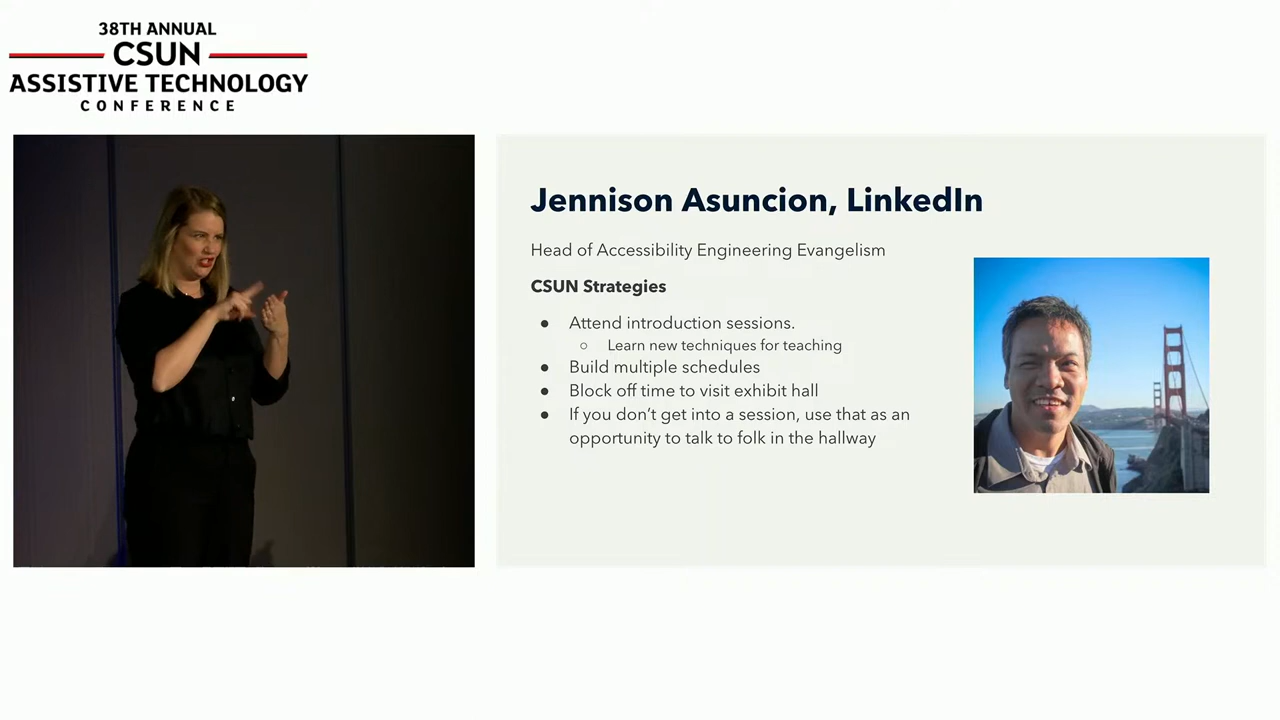 38TH ANNUAL
CSUN
ASSISTIVE TECHNOLOGY
CONFERENCE
Jennison Asuncion, LinkedIn
Head of Accessibility Engineering Evangelism
CSUN Strategies
● Attend introduction sessions.
○ Learn new techniques for teaching
● Build multiple schedules
● Block off time to visit exhibit hall
● If you don’t get into a session, use that as an
opportunity to talk to folk in the hallway